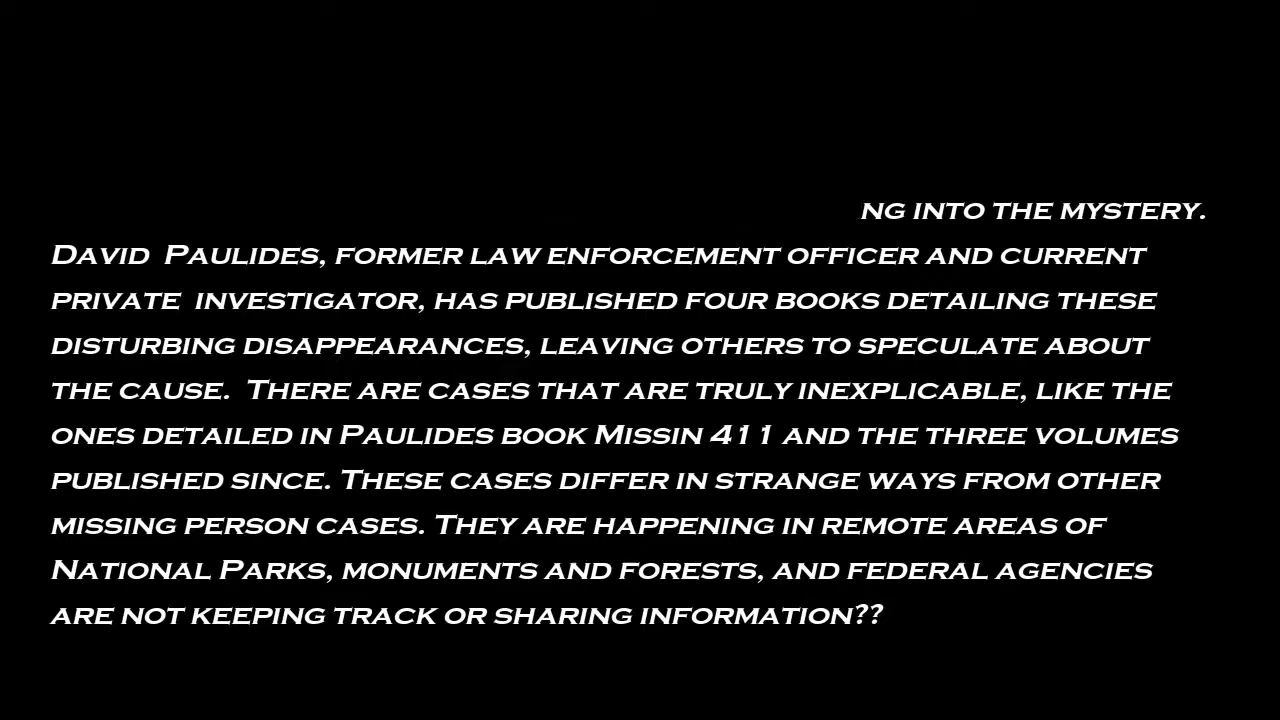 NG INTO THE MYSTERY.
DAVID  PAULIDES, FORMER LAW ENFORCEMENT OFFICER AND CURRENT
PRIVATE  INVESTIGATOR, HAS PUBLISHED FOUR BOOKS DETAILING THESE
DISTURBING DISAPPEARANCES, LEAVING OTHERS TO SPECULATE ABOUT
THE CAUSE.  THERE ARE CASES THAT ARE TRULY INEXPLICABLE, LIKE THE
ONES DETAILED IN PAULIDES BOOK MISSIN 411 AND THE THREE VOLUMES
PUBLISHED SINCE. THESE CASES DIFFER IN STRANGE WAYS FROM OTHER
MISSING PERSON CASES. THEY ARE HAPPENING IN REMOTE AREAS OF
NATIONAL PARKS, MONUMENTS AND FORESTS, AND FEDERAL AGENCIES
ARE NOT KEEPING TRACK OR SHARING INFORMATION??